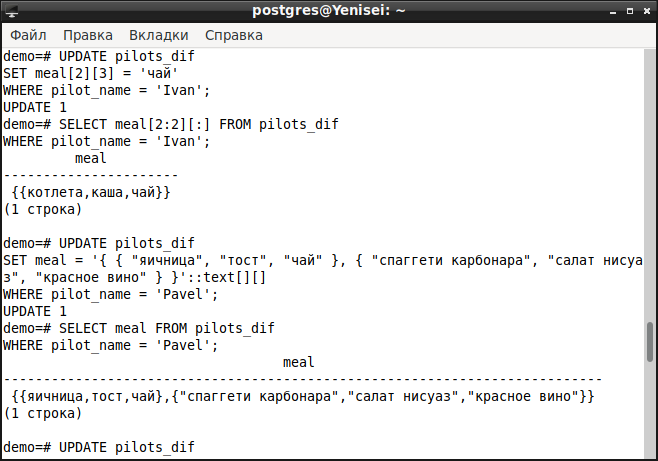 postgres@Yenisei: ~
Файл Правка Вкладки Справка
demo=# UPDATE pilots_dif
SET meal[2][3] = 'чай'
WHERE pilot_name = 'Ivan';
UPDATE 1
demo=# SELECT meal[2:2][:] FROM pilots_dif
WHERE pilot_name = 'Ivan';
meal
----------------------
{{котлета,каша,чай}}
(1 строка)
demo=# UPDATE pilots_dif
SET meal = '{ { "яичница", "тост", "чай" }, { "спаггети карбонара", "салат нисуа
з", "красное вино" } }'::text[][]
WHERE pilot_name = 'Pavel';
UPDATE 1
demo=# SELECT meal FROM pilots_dif
WHERE pilot_name = 'Pavel';
meal
---------------------------------------------------------------------------
{{яичница,тост,чай},{"спаггети карбонара","салат нисуаз","красное вино"}}
(1 строка)
demo=# UPDATE pilots_dif